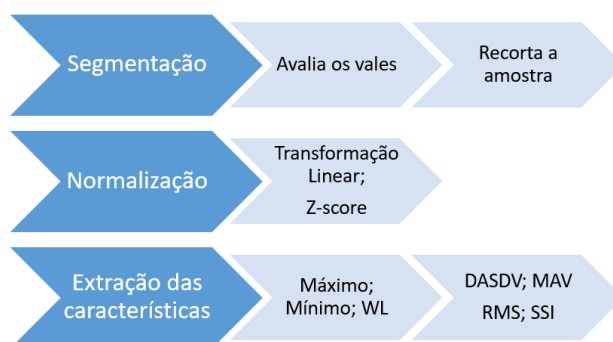 Segmentação
Avalia os vales
Recorta a
amostra
Normalização
Transformação
Linear;
Z-score
Extração das
características
Máximo;
Mínimo; WL
DASDV; MAV
RMS; SSI